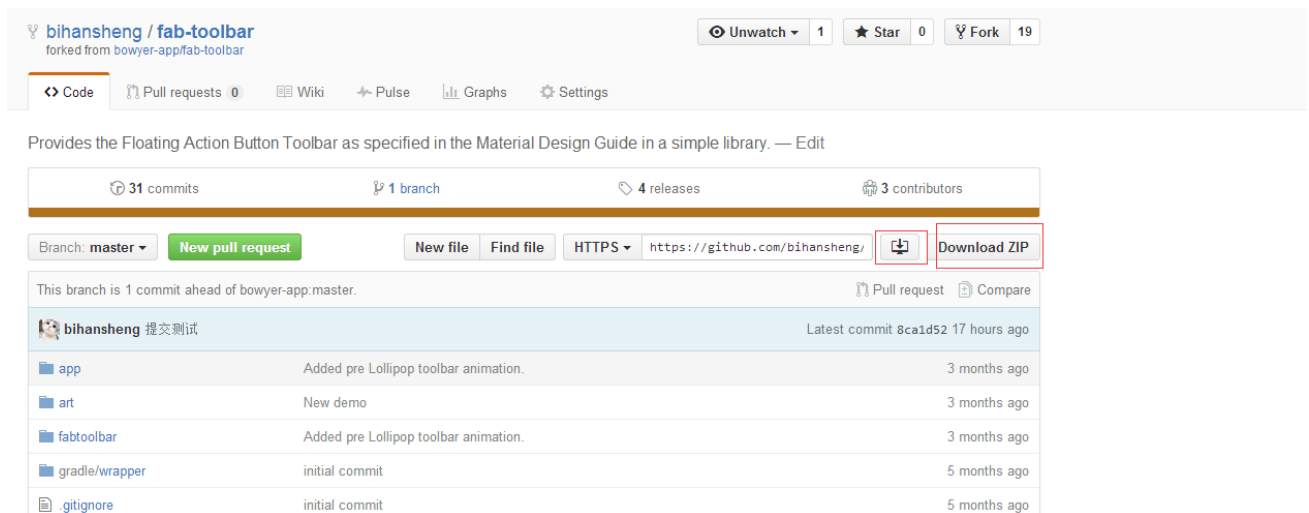 bihansheng / fab-toolbar
forked from bowyer-app/fab-toolbar
Unwatch 1 Star 0 Fork 19
Code Pull requests 0 Wiki Pulse Graphs Settings
Provides the Floating Action Button Toolbar as specified in the Material Design Guide in a simple library. — Edit
31 commits 1 branch 4 releases 3 contributors
Branch: master New pull request New file Find file HTTPS https://github.com/bihansheng/ Download ZIP
This branch is 1 commit ahead of bowyer-app:master. Pull request Compare
bihansheng 提交测试 Latest commit 8ca1d52 17 hours ago
app Added pre Lollipop toolbar animation. 3 months ago
art New demo 3 months ago
fabtoolbar Added pre Lollipop toolbar animation. 3 months ago
gradle/wrapper initial commit 5 months ago
.gitignore initial commit 5 months ago